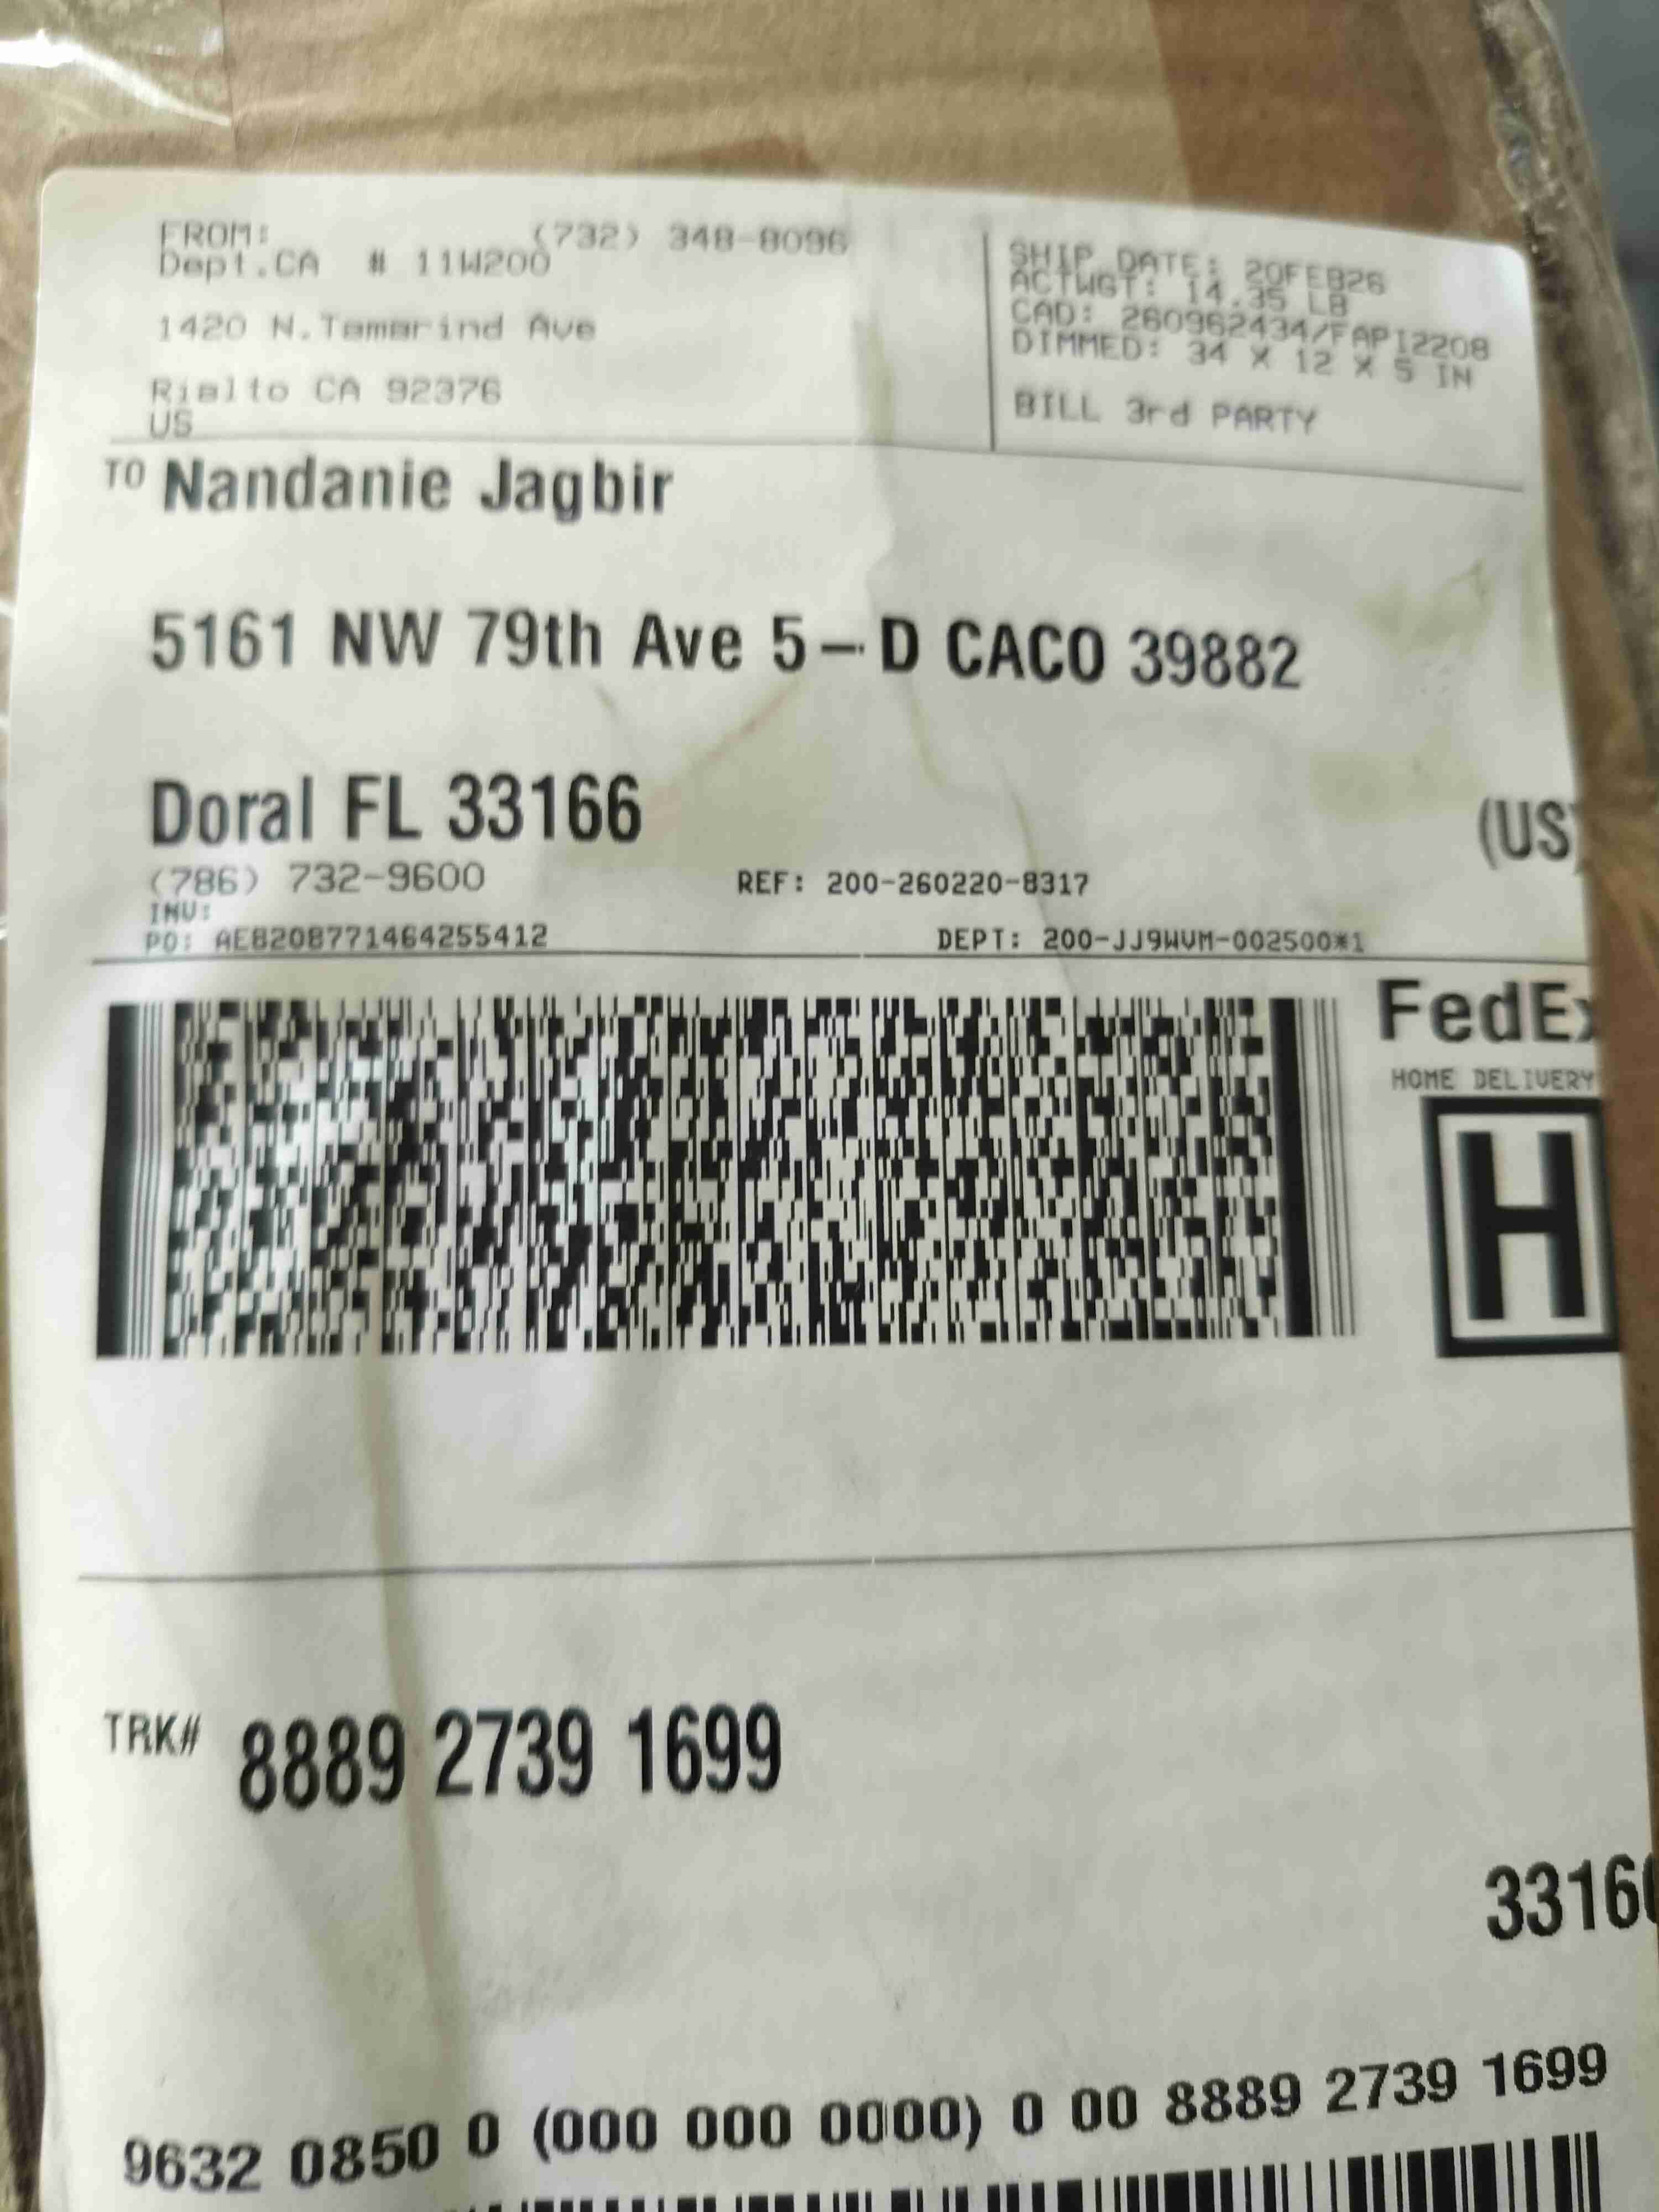 FROM: (732) 348-8096
Dept.CA # 11W200
1420 N.Tamarind Ave
Rialto CA 92376
US
SHIP DATE: 20FEB26
ACTWGT: 14.35 LB
CAD: 260962434/FAPI2208
DIMMED: 34 X 12 X 5 IN
BILL 3rd PARTY
TO Nandanie Jagbir
5161 NW 79th Ave 5-D CACO 39882
Doral FL 33166
(US)
(786) 732-9600 REF: 200-260220-8317
INV:
PO: AE8208771464255412 DEPT: 200-JJ9WVM-002500*1
FedEx
HOME DELIVERY
H
TRK# 8889 2739 1699
3316
9632 0850 0 (000 000 0000) 0 00 8889 2739 1699